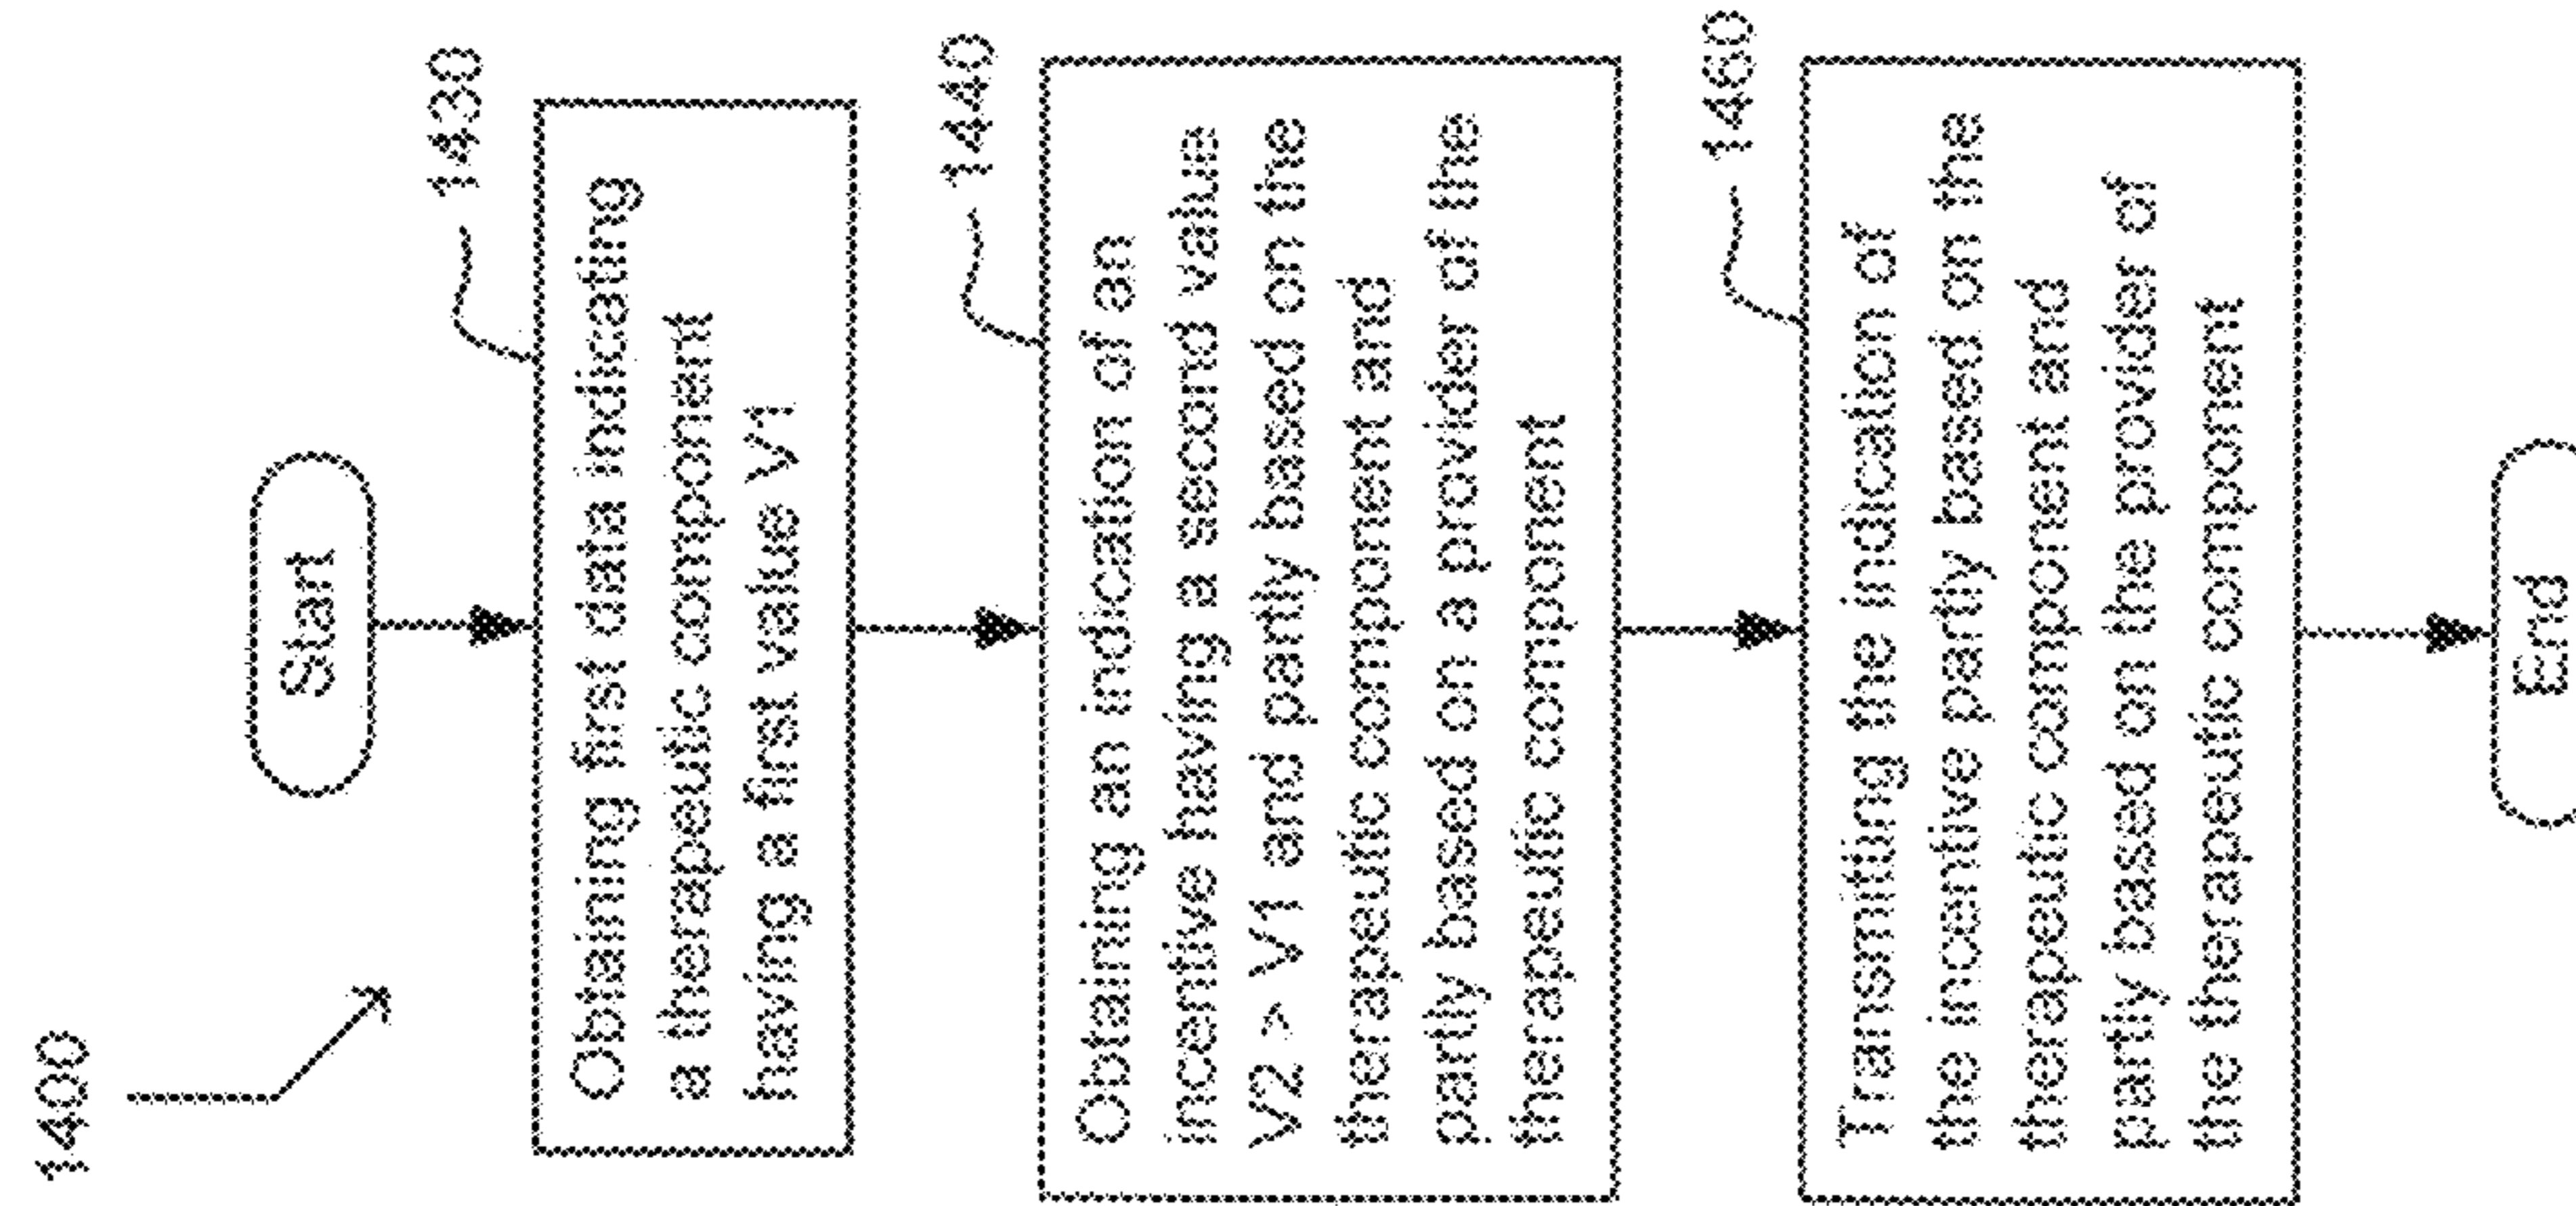 1400
Start
1430
Obtaining first data indicating
a therapeutic component
having a first value V1
1440
Obtaining an indication of an
incentive having a second value
V2 > V1 and partly based on the
therapeutic component and
partly based on a provider of the
therapeutic component
1460
Transmitting the indication of
the incentive partly based on the
therapeutic component and
partly based on the provider of
the therapeutic component
End